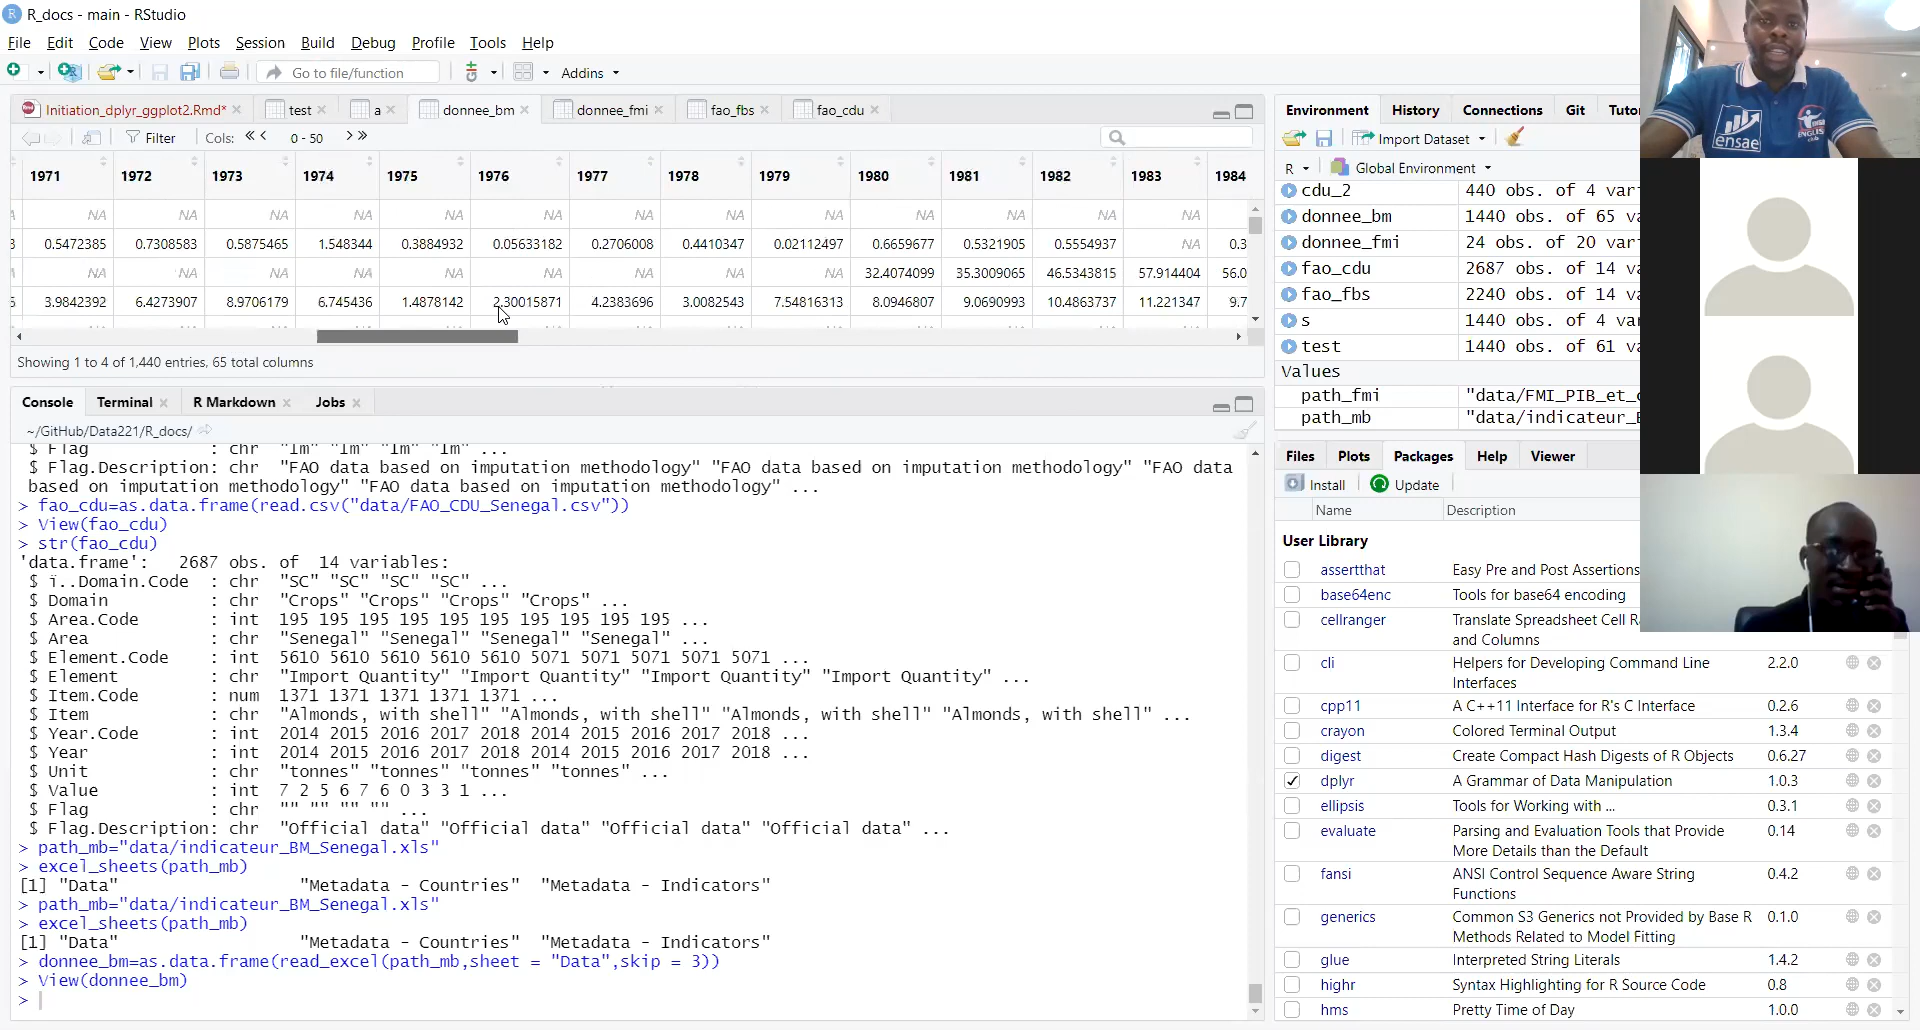 R_docs - main - RStudio
File Edit Code View Plots Session Build Debug Profile Tools Help
Go to file/function Addins
Initiation_dplyr_ggplot2.Rmd* test a donnee_bm donnee_fmi fao_fbs fao_cdu
Filter Cols: 0 - 50
1971 1972 1973 1974 1975 1976 1977 1978 1979 1980 1981 1982 1983 1984
NA NA NA NA NA NA NA NA NA NA NA NA NA
0.5472385 0.7308583 0.5875465 1.548344 0.3884932 0.05633182 0.2706008 0.4410347 0.02112497 0.6659677 0.5321905 0.5554937 NA 0.3
NA NA NA NA NA NA NA NA NA 32.4074099 35.3009065 46.5343815 57.914404 56.0
3.9842392 6.4273907 8.9706179 6.745436 1.4878142 2.30015871 4.2383696 3.0082543 7.54816313 8.0946807 9.0690993 10.4863737 11.221347 9.7
Showing 1 to 4 of 1,440 entries, 65 total columns
Console Terminal R Markdown Jobs
~/GitHub/Data221/R_docs/
$ Flag : chr "Im" "Im" "Im" "Im" ...
$ Flag.Description: chr "FAO data based on imputation methodology" "FAO data based on imputation methodology" "FAO data
based on imputation methodology" "FAO data based on imputation methodology" ...
> fao_cdu=as.data.frame(read.csv("data/FAO_CDU_Senegal.csv"))
> View(fao_cdu)
> str(fao_cdu)
'data.frame': 2687 obs. of 14 variables:
$ ï..Domain.Code : chr "SC" "SC" "SC" "SC" ...
$ Domain : chr "Crops" "Crops" "Crops" "Crops" ...
$ Area.Code : int 195 195 195 195 195 195 195 195 195 195 ...
$ Area : chr "Senegal" "Senegal" "Senegal" "Senegal" ...
$ Element.Code : int 5610 5610 5610 5610 5610 5071 5071 5071 5071 5071 ...
$ Element : chr "Import Quantity" "Import Quantity" "Import Quantity" "Import Quantity" ...
$ Item.Code : num 1371 1371 1371 1371 1371 ...
$ Item : chr "Almonds, with shell" "Almonds, with shell" "Almonds, with shell" "Almonds, with shell" ...
$ Year.Code : int 2014 2015 2016 2017 2018 2014 2015 2016 2017 2018 ...
$ Year : int 2014 2015 2016 2017 2018 2014 2015 2016 2017 2018 ...
$ Unit : chr "tonnes" "tonnes" "tonnes" "tonnes" ...
$ Value : int 7 2 5 6 7 6 0 3 3 1 ...
$ Flag : chr "" "" "" "" ...
$ Flag.Description: chr "Official data" "Official data" "Official data" "Official data" ...
> path_mb="data/indicateur_BM_Senegal.xls"
> excel_sheets(path_mb)
[1] "Data" "Metadata - Countries" "Metadata - Indicators"
> path_mb="data/indicateur_BM_Senegal.xls"
> excel_sheets(path_mb)
[1] "Data" "Metadata - Countries" "Metadata - Indicators"
> donnee_bm=as.data.frame(read_excel(path_mb,sheet = "Data",skip = 3))
> View(donnee_bm)
>
Environment History Connections Git Tutor
Import Dataset
R Global Environment
cdu_2 440 obs. of 4 var
donnee_bm 1440 obs. of 65 va
donnee_fmi 24 obs. of 20 vari
fao_cdu 2687 obs. of 14 va
fao_fbs 2240 obs. of 14 va
s 1440 obs. of 4 va
test 1440 obs. of 61 va
Values
path_fmi "data/FMI_PIB_et_
path_mb "data/indicateur_
Files Plots Packages Help Viewer
Install Update
Name Description
User Library
assertthat Easy Pre and Post Assertions
base64enc Tools for base64 encoding
cellranger Translate Spreadsheet Cell R
and Columns
cli Helpers for Developing Command Line 2.2.0
Interfaces
cpp11 A C++11 Interface for R's C Interface 0.2.6
crayon Colored Terminal Output 1.3.4
digest Create Compact Hash Digests of R Objects 0.6.27
dplyr A Grammar of Data Manipulation 1.0.3
ellipsis Tools for Working with ... 0.3.1
evaluate Parsing and Evaluation Tools that Provide 0.14
More Details than the Default
fansi ANSI Control Sequence Aware String 0.4.2
Functions
generics Common S3 Generics not Provided by Base R 0.1.0
Methods Related to Model Fitting
glue Interpreted String Literals 1.4.2
highr Syntax Highlighting for R Source Code 0.8
hms Pretty Time of Day 1.0.0
ensae
club